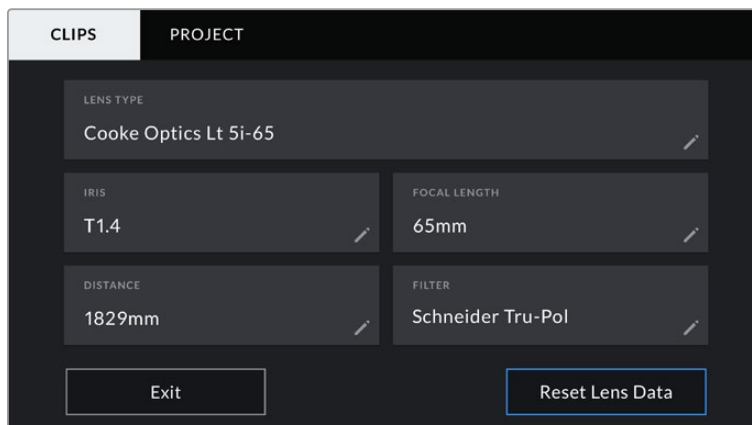 CLIPS PROJECT
LENS TYPE
Cooke Optics Lt 5i-65
IRIS
T1.4
FOCAL LENGTH
65mm
DISTANCE
1829mm
FILTER
Schneider Tru-Pol
Exit
Reset Lens Data